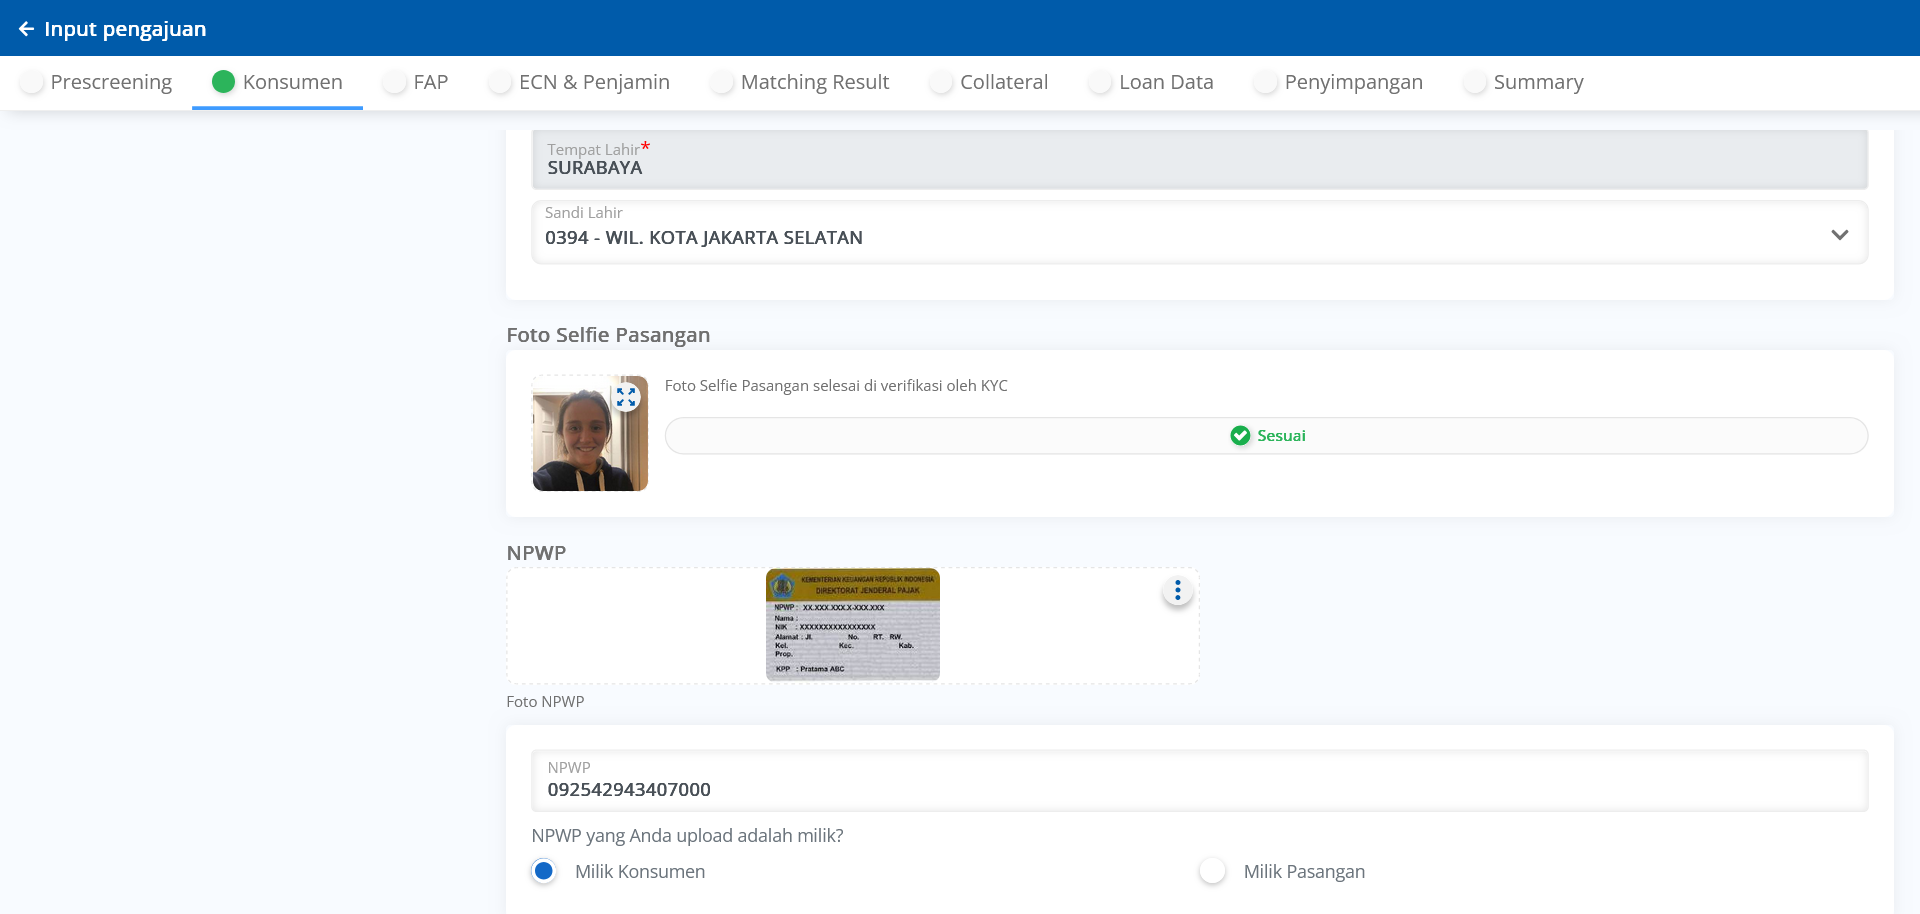 Input pengajuan
Prescreening Konsumen FAP ECN & Penjamin Matching Result Collateral Loan Data Penyimpangan Summary
Tempat Lahir*
SURABAYA
Sandi Lahir
0394 - WIL. KOTA JAKARTA SELATAN
Foto Selfie Pasangan
Foto Selfie Pasangan selesai di verifikasi oleh KYC
Sesuai
NPWP
KEMENTERIAN KEUANGAN REPUBLIK INDONESIA
DIREKTORAT JENDERAL PAJAK
NPWP : XX.XXX.XXX.X-XXX.XXX
Nama :
NIK : XXXXXXXXXXXXXXXX
Alamat : Jl. No. RT. RW.
Kel. Kec. Kab.
Prop.
KPP : Pratama ABC
Foto NPWP
NPWP
092542943407000
NPWP yang Anda upload adalah milik?
Milik Konsumen Milik Pasangan